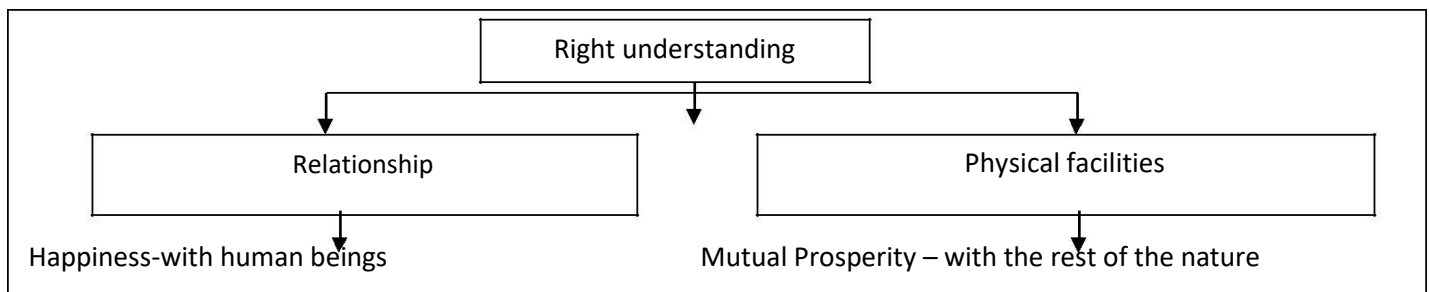 Right understanding
Relationship
Physical facilities
Happiness-with human beings
Mutual Prosperity – with the rest of the nature